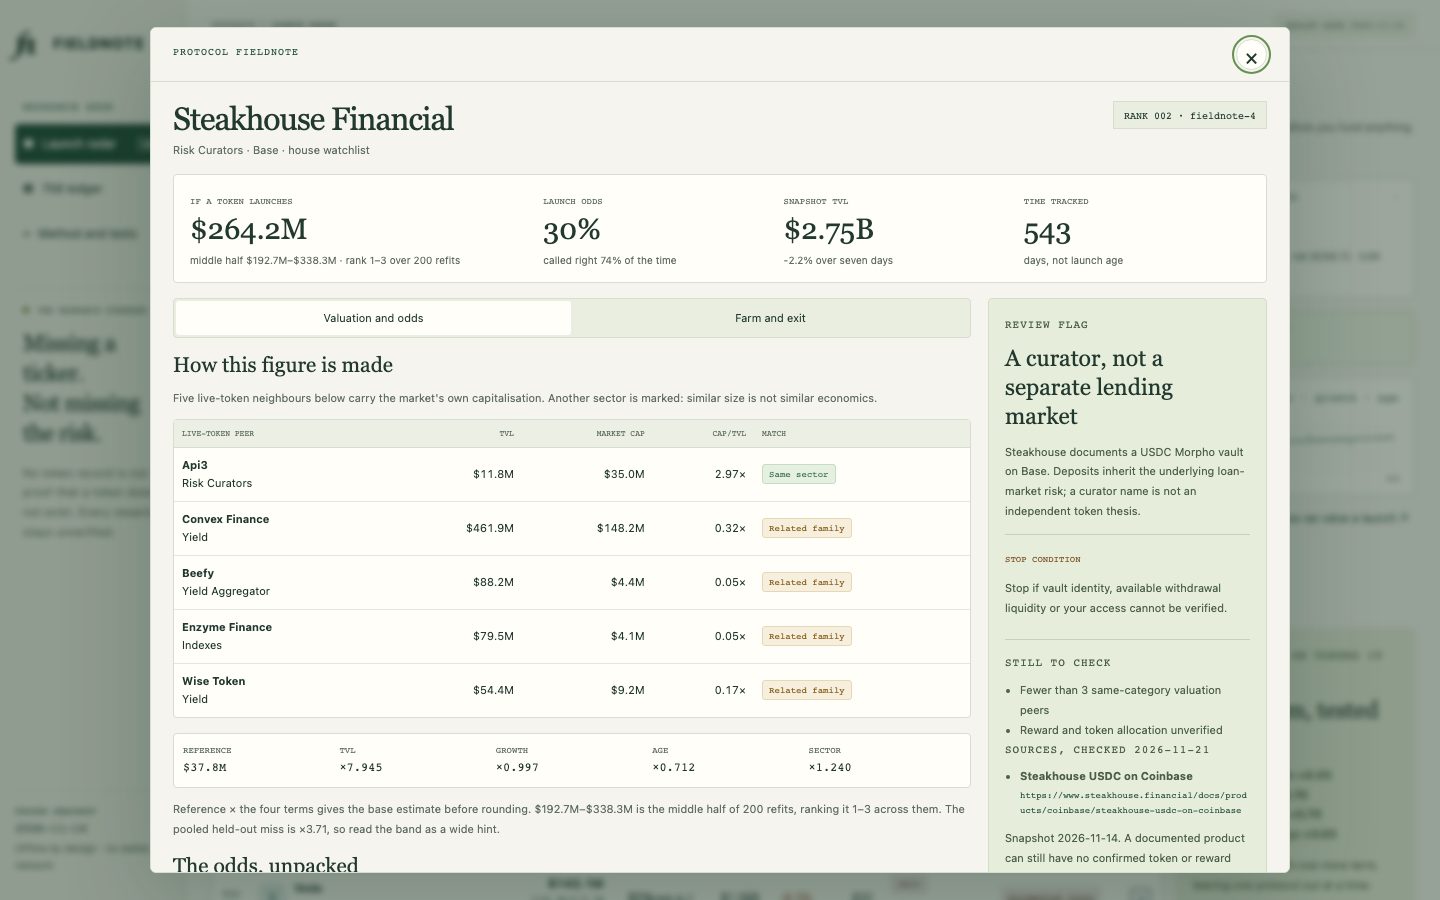 PROTOCOL FIELDNOTE
×
Steakhouse Financial
RANK 002 · fieldnote-4
Risk Curators · Base · house watchlist
IF A TOKEN LAUNCHES
$264.2M
middle half $192.7M–$338.3M · rank 1–3 over 200 refits
LAUNCH ODDS
30%
called right 74% of the time
SNAPSHOT TVL
$2.75B
-2.2% over seven days
TIME TRACKED
543
days, not launch age
Valuation and odds
Farm and exit
How this figure is made
Five live-token neighbours below carry the market's own capitalisation. Another sector is marked: similar size is not similar economics.
LIVE-TOKEN PEER TVL MARKET CAP CAP/TVL MATCH
Api3
Risk Curators
$11.8M $35.0M 2.97× Same sector
Convex Finance
Yield
$461.9M $148.2M 0.32× Related family
Beefy
Yield Aggregator
$88.2M $4.4M 0.05× Related family
Enzyme Finance
Indexes
$79.5M $4.1M 0.05× Related family
Wise Token
Yield
$54.4M $9.2M 0.17× Related family
REFERENCE TVL GROWTH AGE SECTOR
$37.8M ×7.945 ×0.997 ×0.712 ×1.240
Reference × the four terms gives the base estimate before rounding. $192.7M–$338.3M is the middle half of 200 refits, ranking it 1–3 across them. The
pooled held-out miss is ×3.71, so read the band as a wide hint.
The odds, unpacked
REVIEW FLAG
A curator, not a
separate lending
market
Steakhouse documents a USDC Morpho vault
on Base. Deposits inherit the underlying loan-
market risk; a curator name is not an
independent token thesis.
STOP CONDITION
Stop if vault identity, available withdrawal
liquidity or your access cannot be verified.
STILL TO CHECK
• Fewer than 3 same-category valuation
peers
• Reward and token allocation unverified
SOURCES, CHECKED 2026-11-21
• Steakhouse USDC on Coinbase
https://www.steakhouse.financial/docs/prod
ucts/coinbase/steakhouse-usdc-on-coinbase
Snapshot 2026-11-14. A documented product
can still have no confirmed token or reward
FIELDNOTE
Launch radar
Method and tests
Missing a
ticker.
Not missing
the risk.